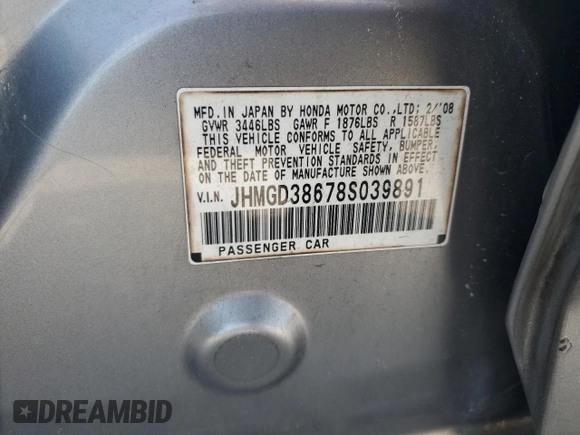 MFD. IN JAPAN BY HONDA MOTOR CO., LTD: 2/'08
GVWR 3446LBS GAWR F 1876LBS R 1587LBS
THIS VEHICLE CONFORMS TO ALL APPLICABLE
FEDERAL MOTOR VEHICLE SAFETY, BUMPER,
AND THEFT PREVENTION STANDARDS IN EFFECT
ON THE DATE OF MANUFACTURE SHOWN ABOVE.
V.I.N. JHMGD38678S039891
PASSENGER CAR
DREAMBID